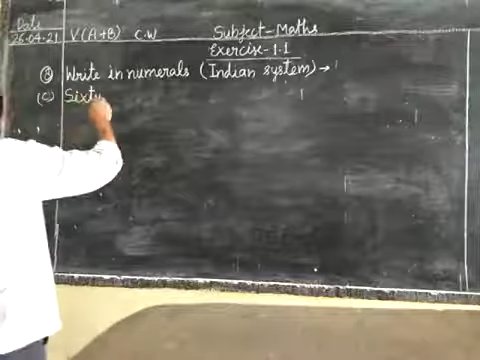 Date V(A+B) C.W Subject-Maths
26-04-21 Exercise-1.1
Q Write in numerals (Indian system) →
(C) Sixty